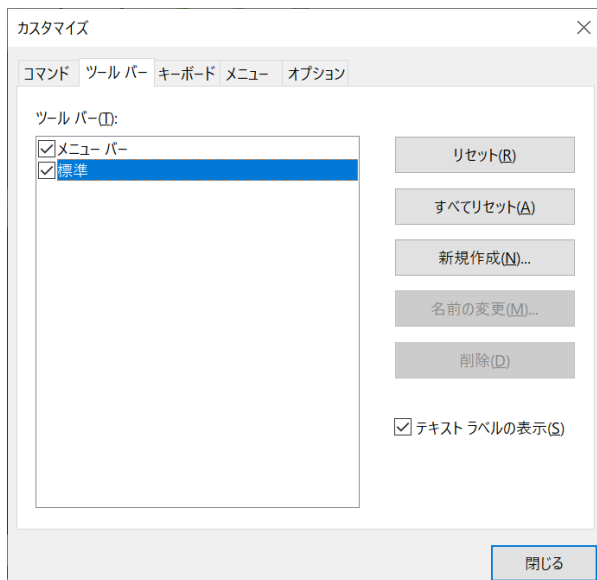 カスタマイズ
コマンド ツール バー キーボード メニュー オプション
ツール バー(T):
メニュー バー
標準
リセット(R)
すべてリセット(A)
新規作成(N)...
名前の変更(M)...
削除(D)
テキスト ラベルの表示(S)
閉じる